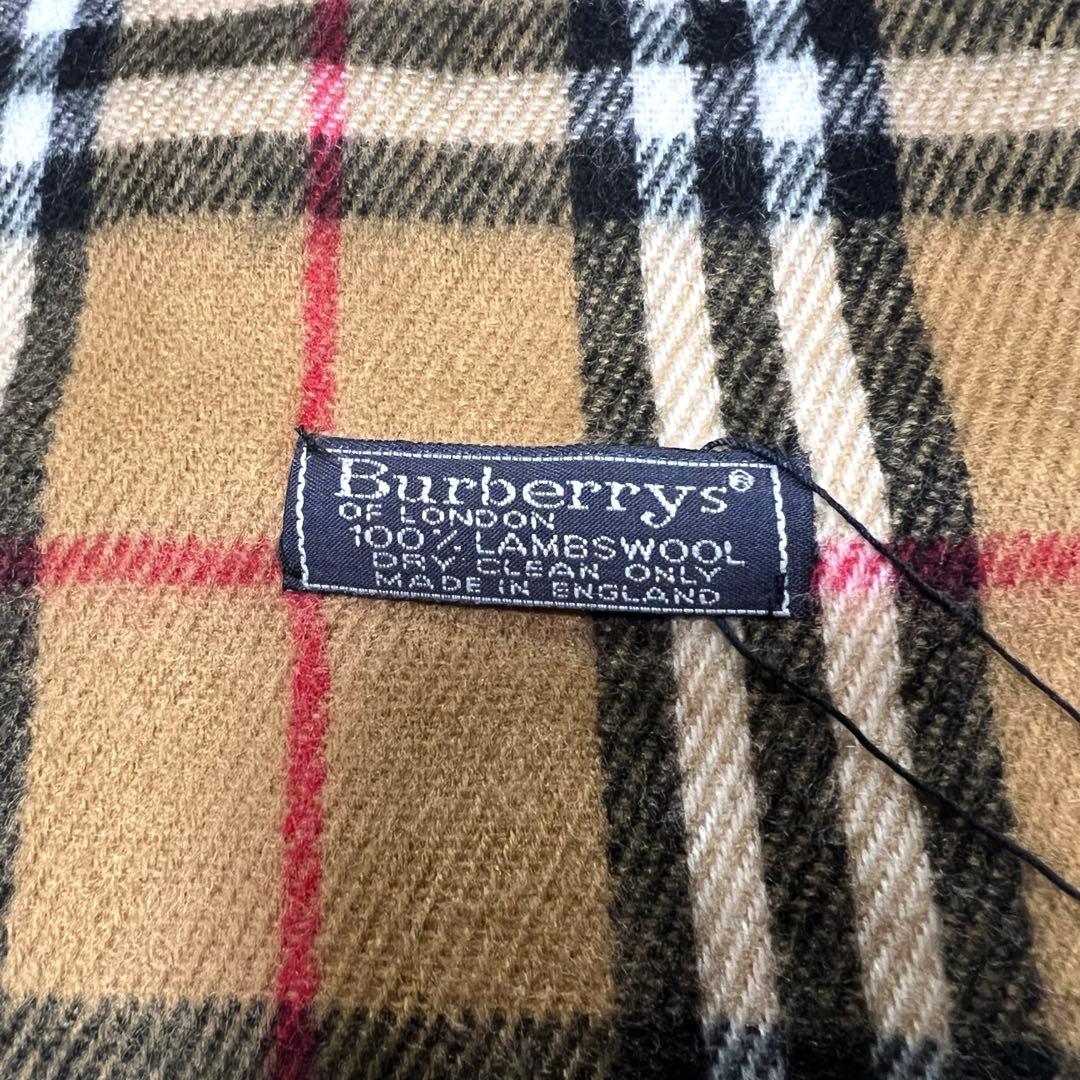 Burberrys®
OF LONDON
100% LAMBSWOOL
DRY CLEAN ONLY
MADE IN ENGLAND